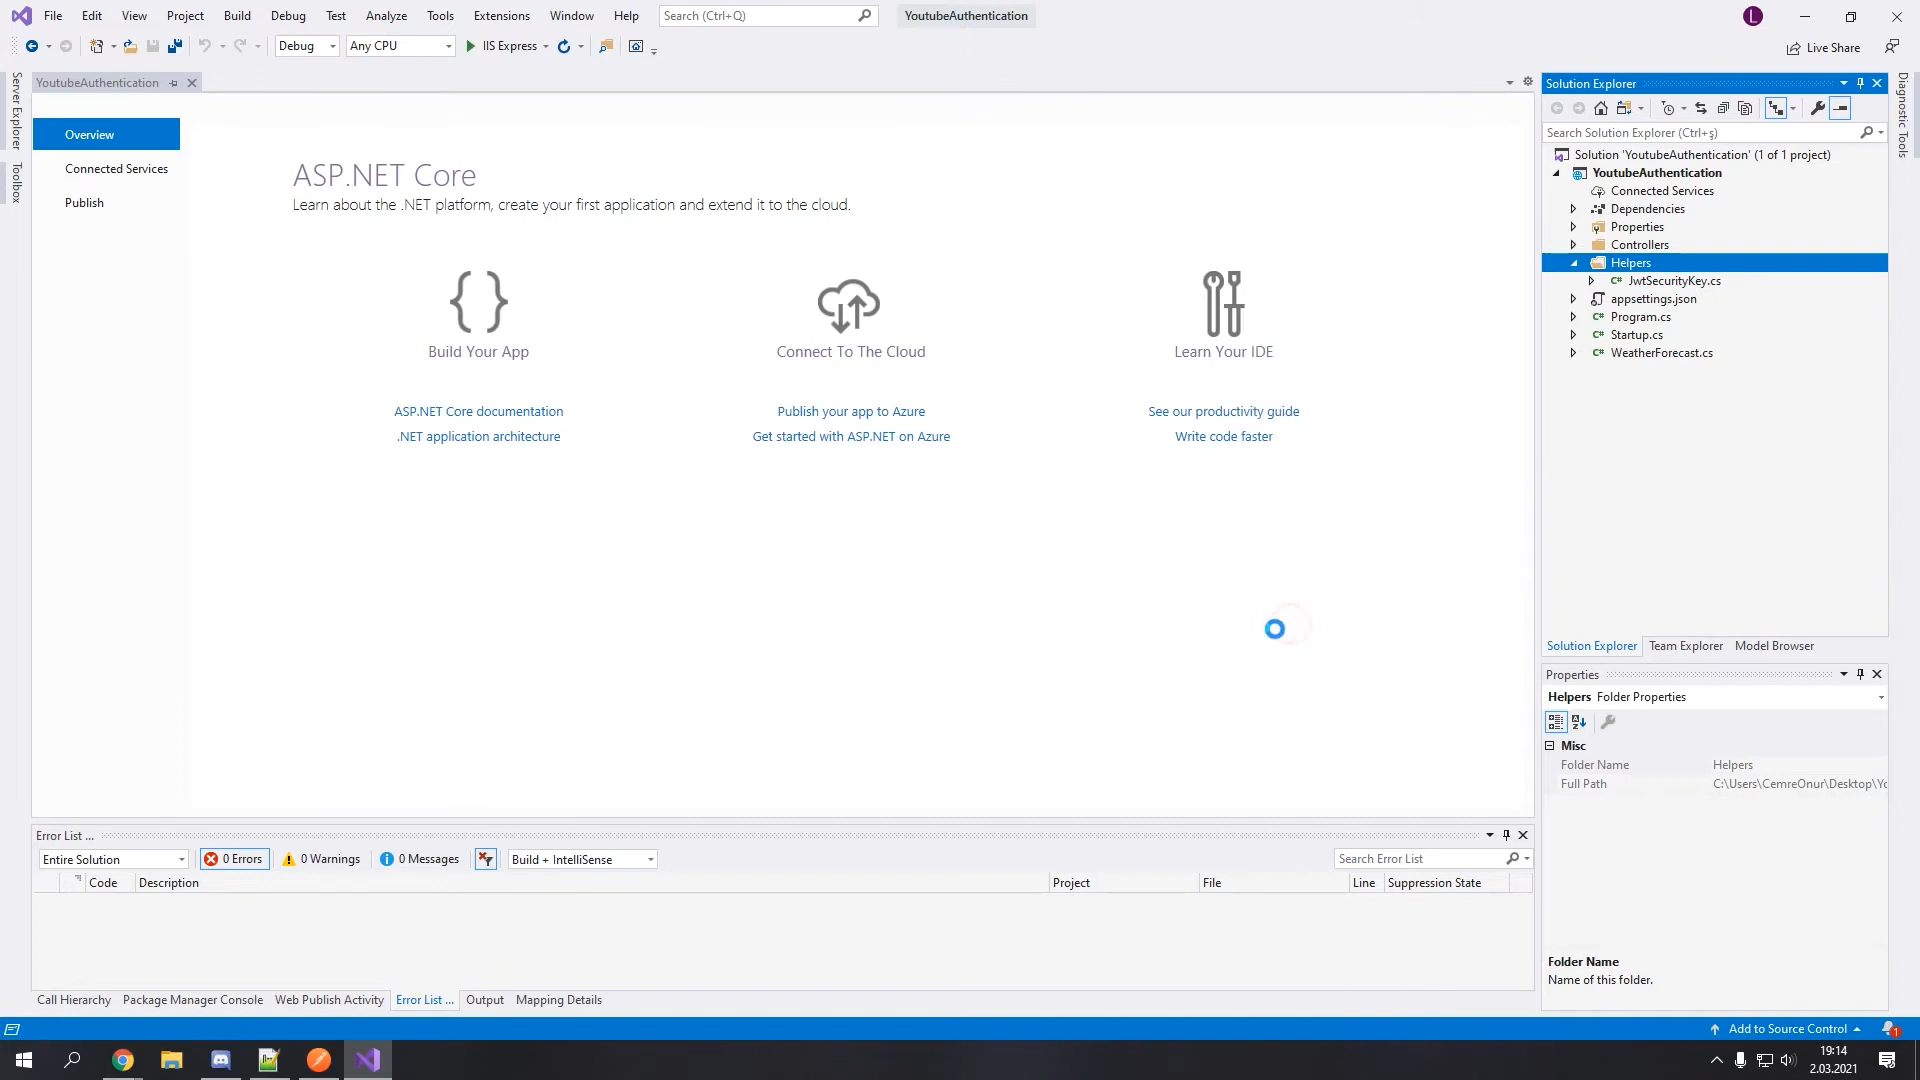 File Edit View Project Build Debug Test Analyze Tools Extensions Window Help Search (Ctrl+Q) YoutubeAuthentication L
Debug Any CPU IIS Express Live Share
YoutubeAuthentication
Server Explorer
Toolbox
Overview
Connected Services
Publish
ASP.NET Core
Learn about the .NET platform, create your first application and extend it to the cloud.
Build Your App
ASP.NET Core documentation
.NET application architecture
Connect To The Cloud
Publish your app to Azure
Get started with ASP.NET on Azure
Learn Your IDE
See our productivity guide
Write code faster
Solution Explorer
Search Solution Explorer (Ctrl+ş)
Solution 'YoutubeAuthentication' (1 of 1 project)
YoutubeAuthentication
Connected Services
Dependencies
Properties
Controllers
Helpers
C# JwtSecurityKey.cs
appsettings.json
C# Program.cs
C# Startup.cs
C# WeatherForecast.cs
Solution Explorer Team Explorer Model Browser
Diagnostic Tools
Properties
Helpers Folder Properties
Misc
Folder Name Helpers
Full Path C:\Users\CemreOnur\Desktop\Yo
Folder Name
Name of this folder.
Error List ...
Entire Solution 0 Errors 0 Warnings 0 Messages Build + IntelliSense Search Error List
Code Description Project File Line Suppression State
Call Hierarchy Package Manager Console Web Publish Activity Error List ... Output Mapping Details
Add to Source Control 1
19:14
2.03.2021